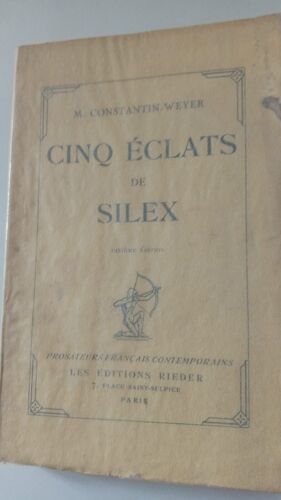 M. CONSTANTIN-WEYER
CINQ ÉCLATS
DE
SILEX
PROSATEURS FRANÇAIS CONTEMPORAINS
LES ÉDITIONS RIEDER
7, PLACE SAINT-SULPICE
PARIS